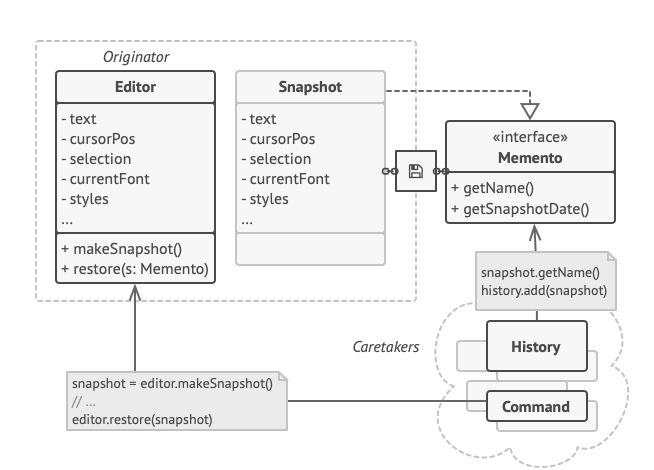 Originator
Editor
- text
- cursorPos
- selection
- currentFont
- styles
...
+ makeSnapshot()
+ restore(s: Memento)
Snapshot
- text
- cursorPos
- selection
- currentFont
- styles
...
«interface»
Memento
+ getName()
+ getSnapshotDate()
snapshot.getName()
history.add(snapshot)
Caretakers
History
Command
snapshot = editor.makeSnapshot()
// ...
editor.restore(snapshot)